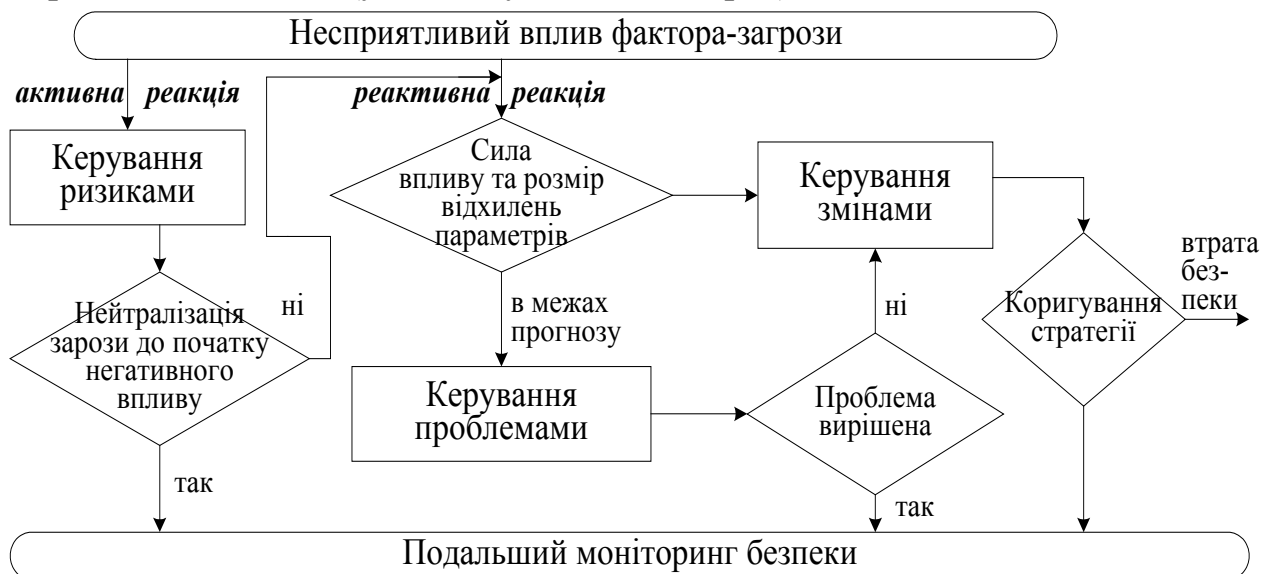 Несприятливий вплив фактора-загрози
активна реакція
реактивна реакція
Керування
ризиками
Сила
впливу та розмір
відхилень
параметрів
Керування
змінами
втрата
без-
пеки
Нейтралізація
зарози до початку
негативного
впливу
ні
в межах
прогнозу
ні
Коригування
стратегії
Керування
проблемами
Проблема
вирішена
так
так
Подальший моніторинг безпеки